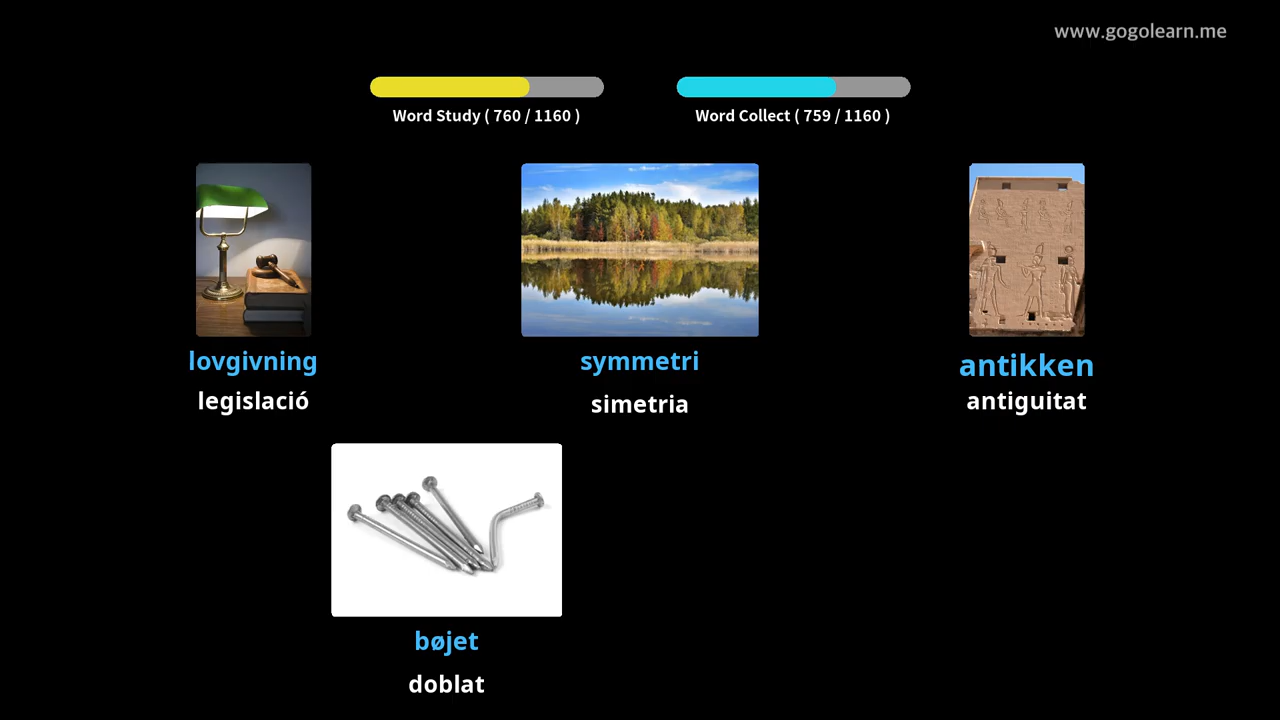 www.gogolearn.me
Word Study ( 760 / 1160 )
Word Collect ( 759 / 1160 )
lovgivning
legislació
symmetri
simetria
antikken
antiguitat
bøjet
doblat